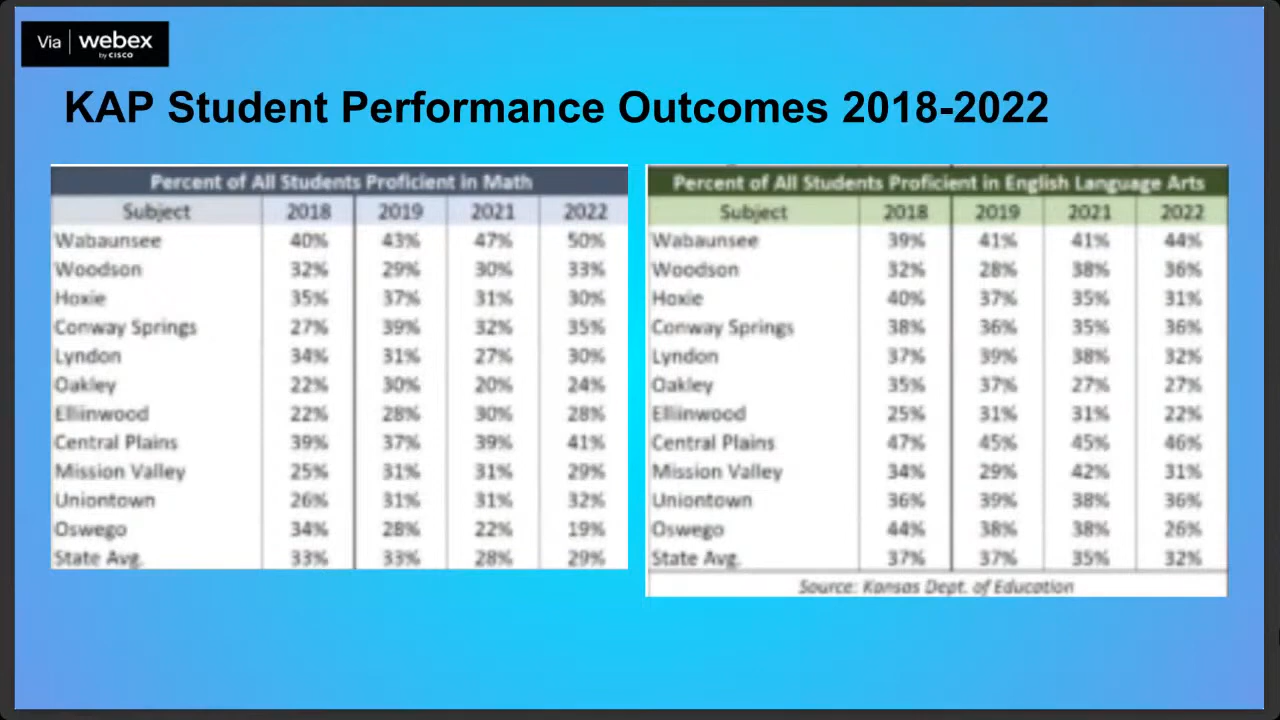 Via webex
by CISCO
KAP Student Performance Outcomes 2018-2022
Percent of All Students Proficient in Math
Subject 2018 2019 2021 2022
Wabaunsee 40% 43% 47% 50%
Woodson 32% 29% 30% 33%
Hoxie 35% 37% 31% 30%
Conway Springs 27% 39% 32% 35%
Lyndon 34% 31% 27% 30%
Oakley 22% 30% 20% 24%
Ellinwood 22% 28% 30% 28%
Central Plains 39% 37% 39% 41%
Mission Valley 25% 31% 31% 29%
Uniontown 26% 31% 31% 32%
Oswego 34% 28% 22% 19%
State Avg. 33% 33% 28% 29%
Percent of All Students Proficient in English Language Arts
Subject 2018 2019 2021 2022
Wabaunsee 39% 41% 41% 44%
Woodson 32% 28% 38% 36%
Hoxie 40% 37% 35% 31%
Conway Springs 38% 36% 35% 36%
Lyndon 37% 39% 38% 32%
Oakley 35% 37% 27% 27%
Ellinwood 25% 31% 31% 22%
Central Plains 47% 45% 45% 46%
Mission Valley 34% 29% 42% 31%
Uniontown 36% 39% 38% 36%
Oswego 44% 38% 38% 26%
State Avg. 37% 37% 35% 32%
Source: Kansas Dept. of Education